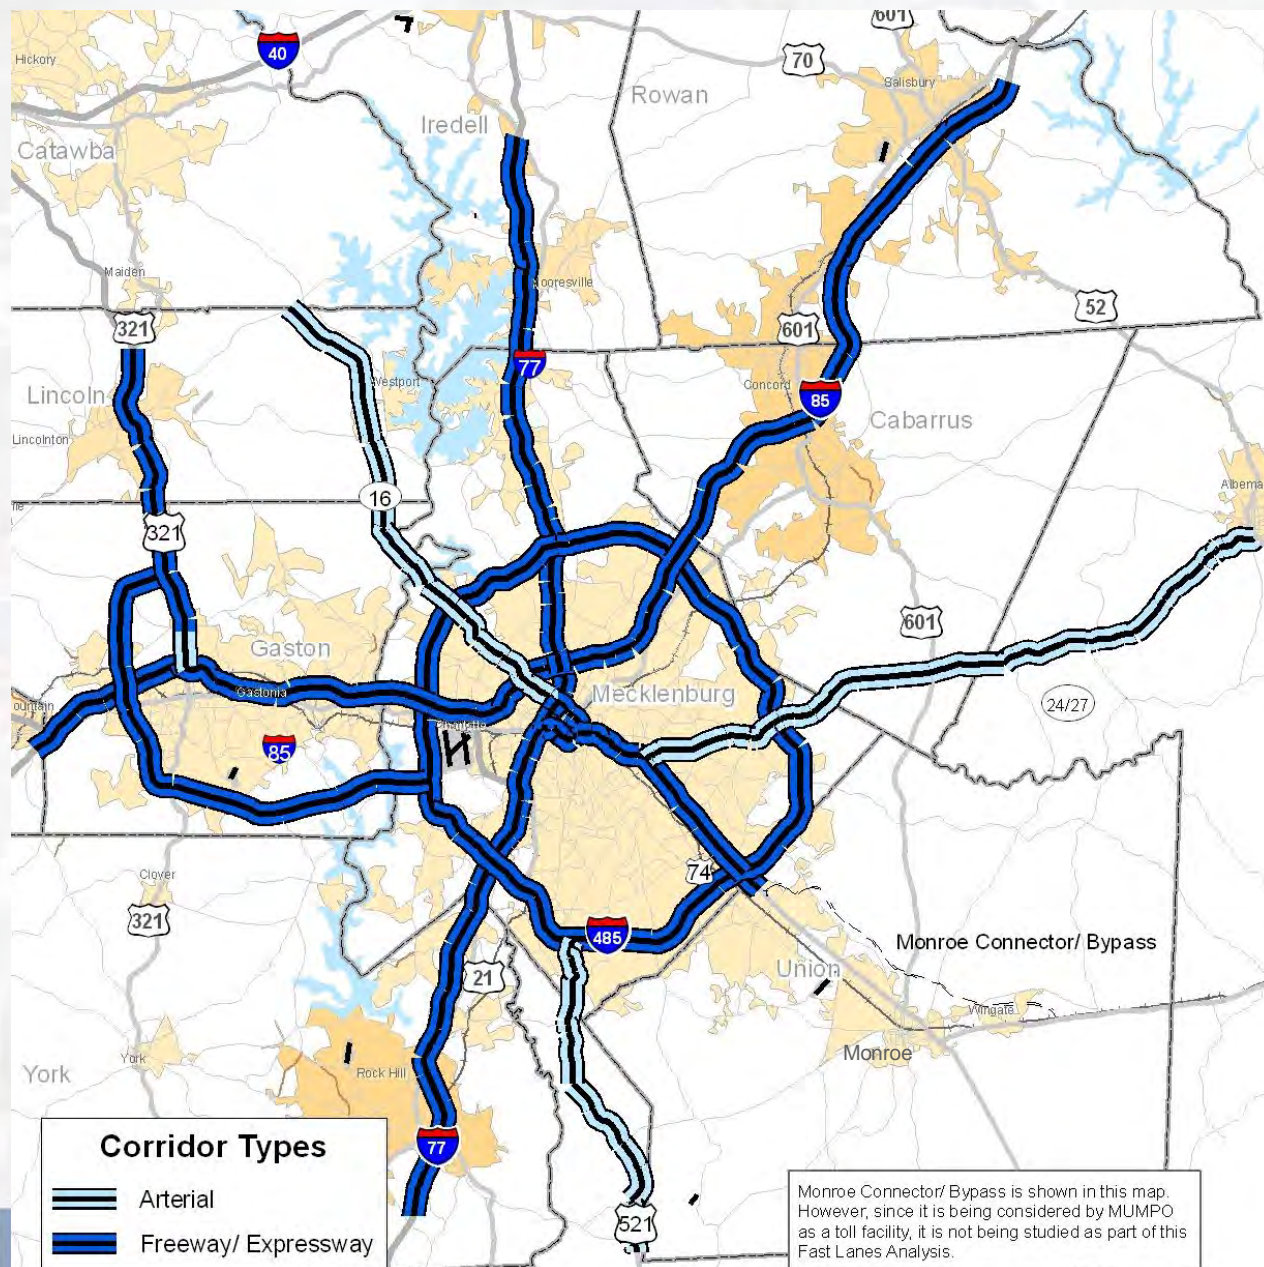 601
40
Hickory
70
Salisbury
Rowan
Iredell
Catawba
Maiden
52
321
601
77
Westport
Concord
85
Lincoln
Cabarrus
Lincolnton
16
321
601
Gaston
Gastonia
Mecklenburg
24/27
Charlotte
85
74
Clover
321
485
Monroe Connector/ Bypass
21
Union
Wingate
York
Monroe
York
Rock Hill
77
Corridor Types
Arterial
Freeway/ Expressway
521
Monroe Connector/ Bypass is shown in this map.
However, since it is being considered by MUMPO
as a toll facility, it is not being studied as part of this
Fast Lanes Analysis.